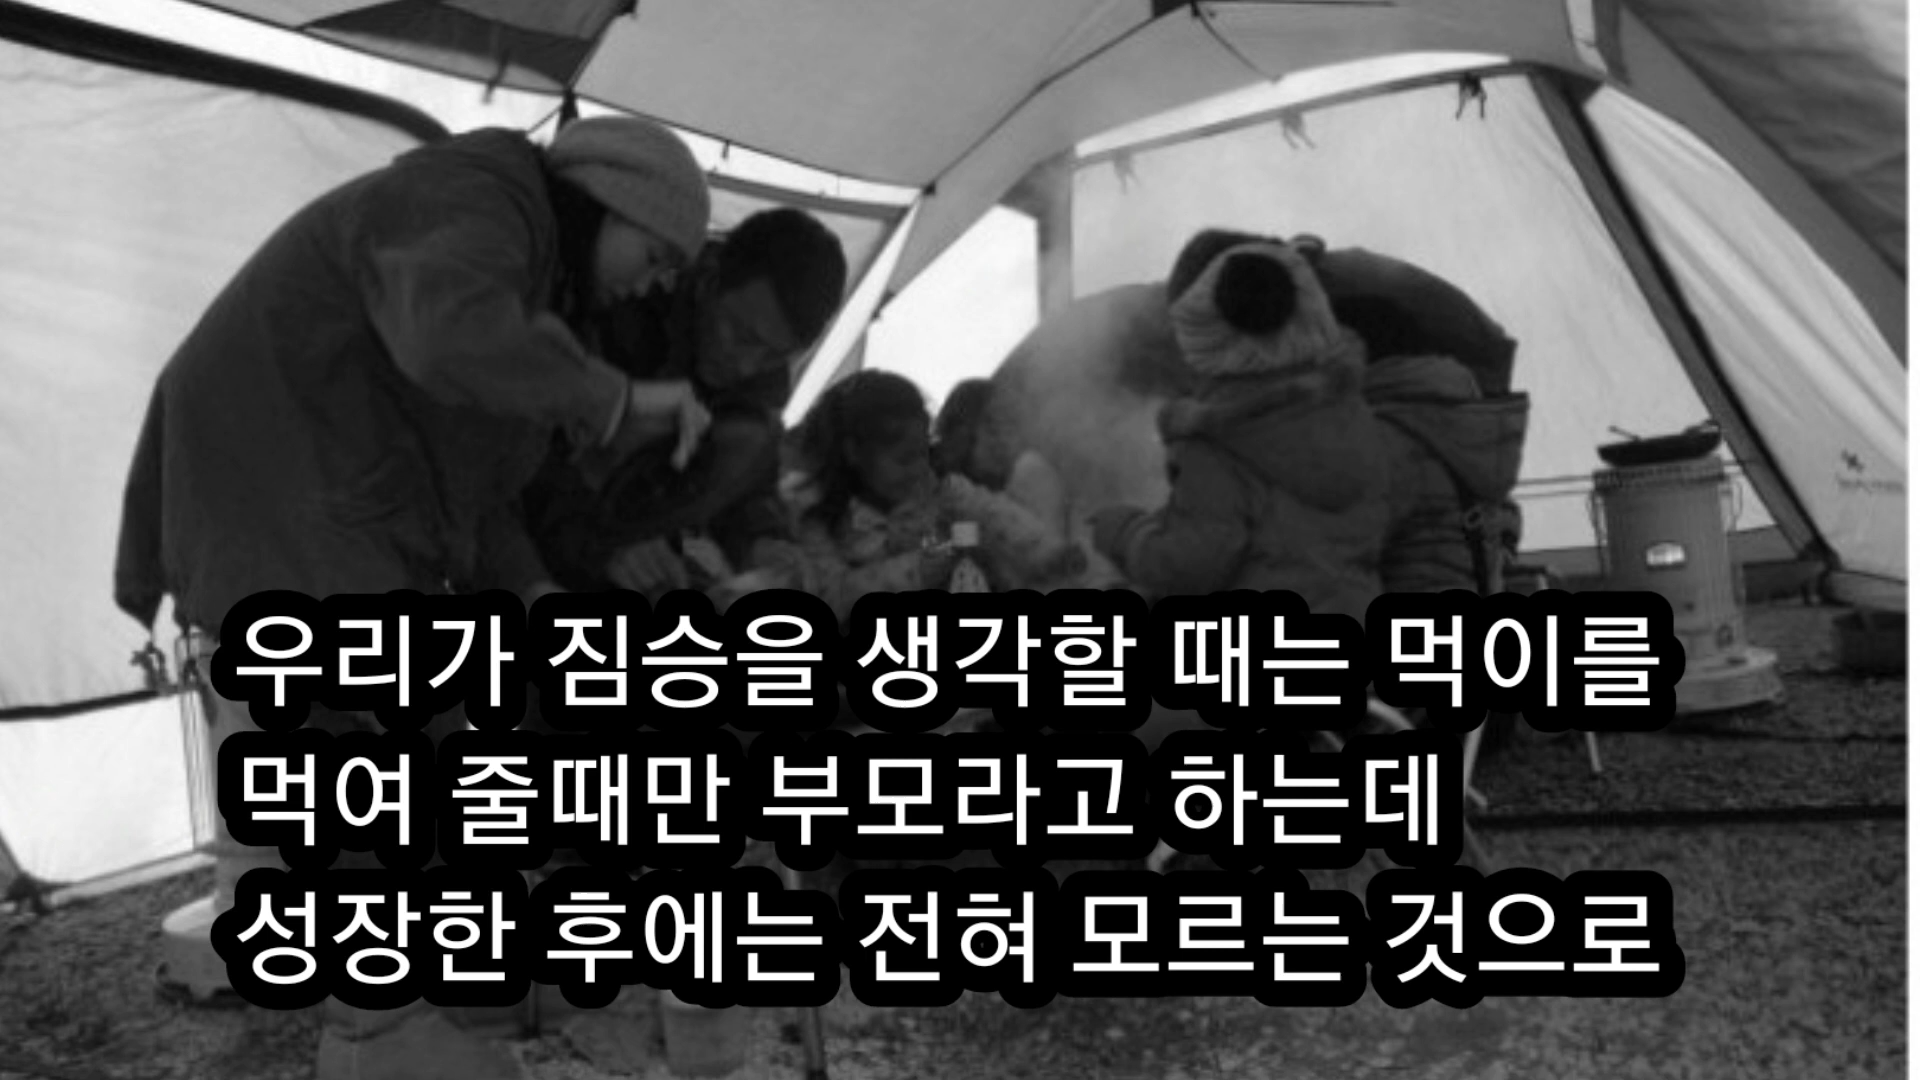 우리가 짐승을 생각할 때는 먹이를
먹여 줄때만 부모라고 하는데
성장한 후에는 전혀 모르는 것으로